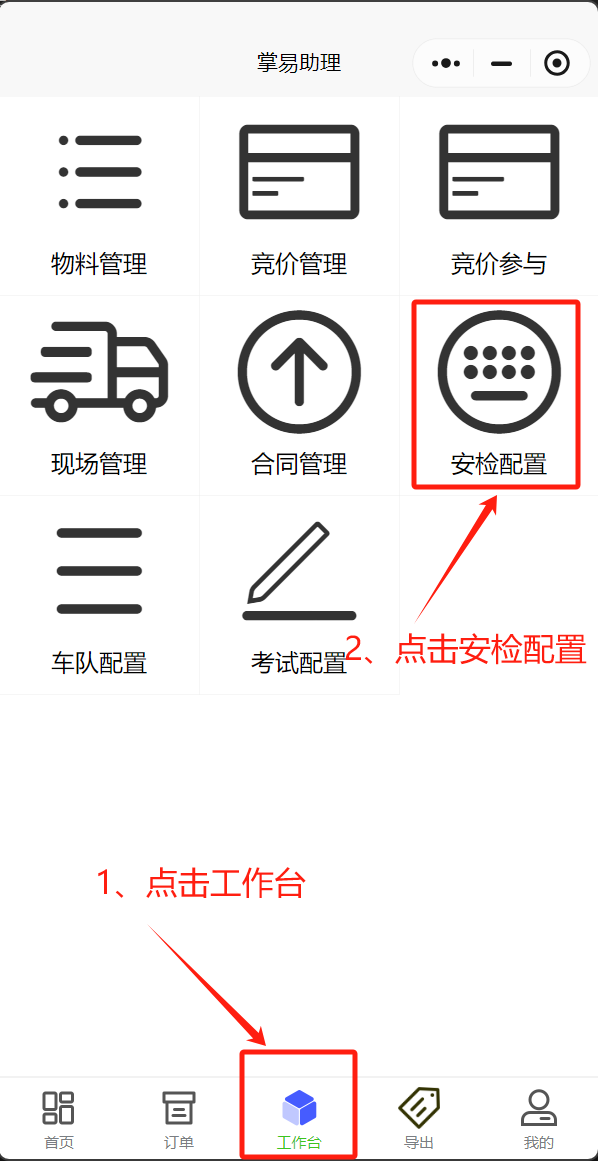 掌易助理
物料管理
竞价管理
竞价参与
现场管理
合同管理
安检配置
车队配置
考试配置
2、点击安检配置
1、点击工作台
首页
订单
工作台
导出
我的